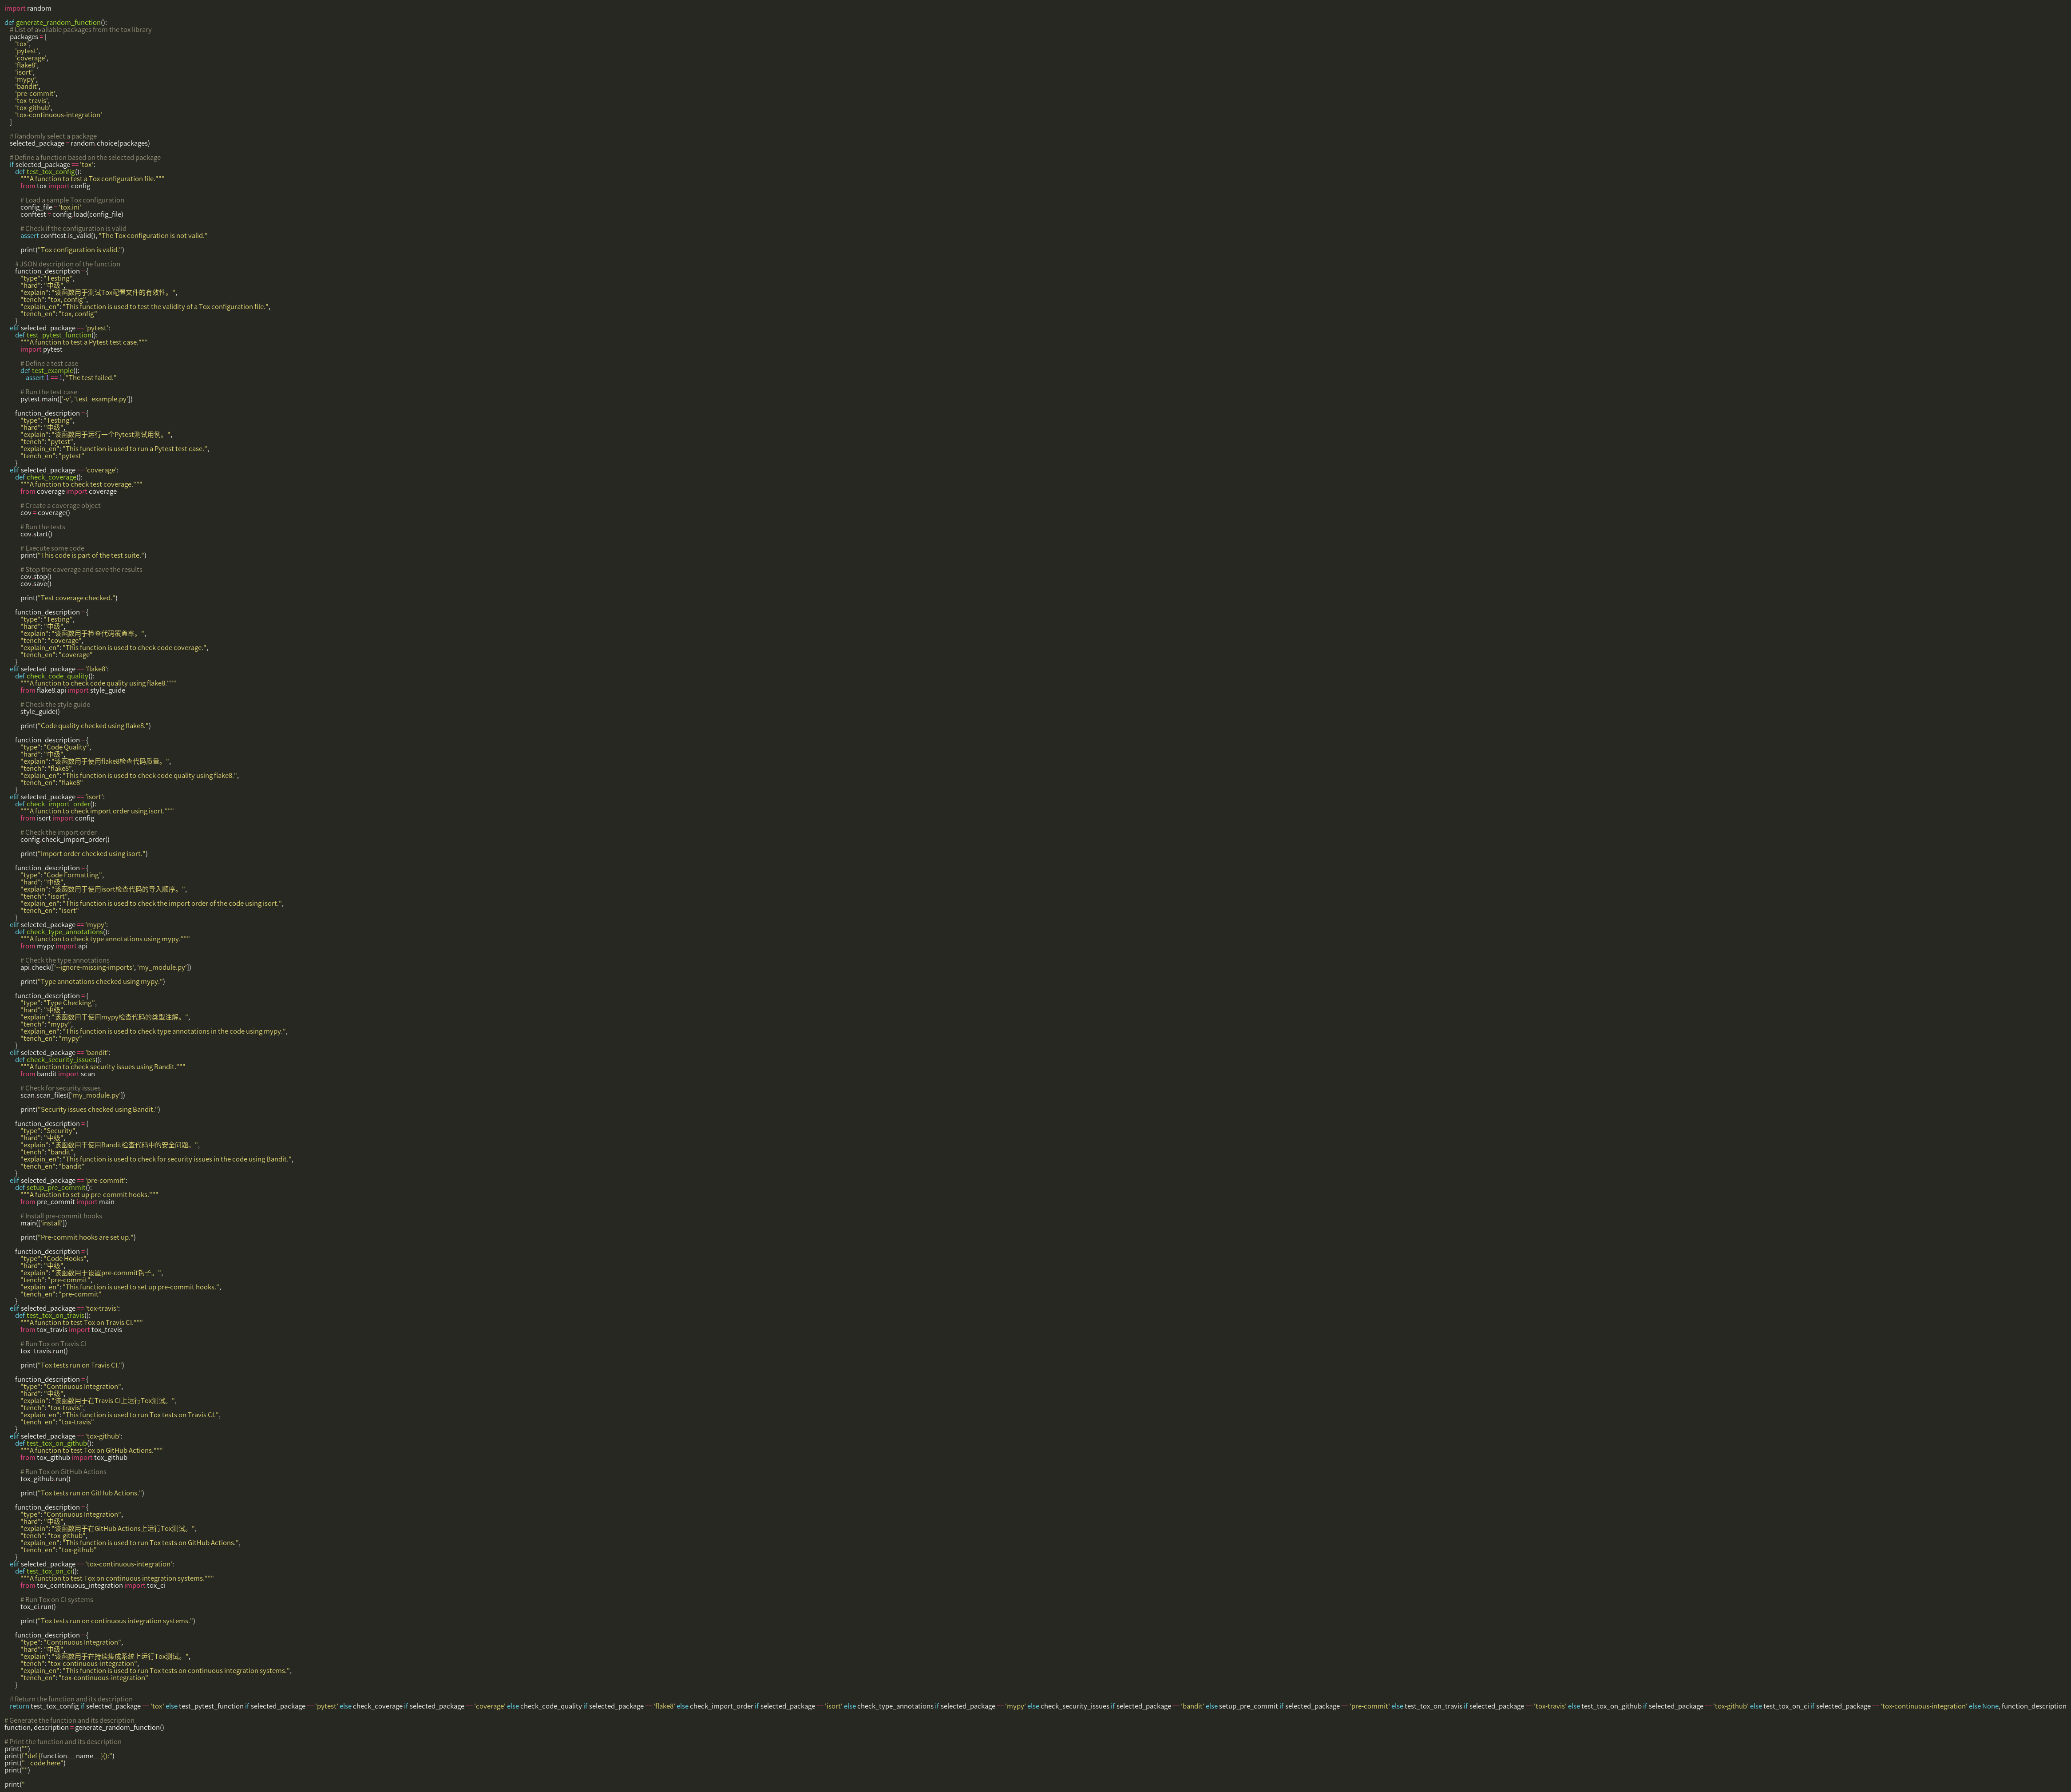 import random

def generate_random_function():
    # List of available packages from the tox library
    packages = [
        'tox',
        'pytest',
        'coverage',
        'flake8',
        'isort',
        'mypy',
        'bandit',
        'pre-commit',
        'tox-travis',
        'tox-github',
        'tox-continuous-integration'
    ]

    # Randomly select a package
    selected_package = random.choice(packages)

    # Define a function based on the selected package
    if selected_package == 'tox':
        def test_tox_config():
            """A function to test a Tox configuration file."""
            from tox import config

            # Load a sample Tox configuration
            config_file = 'tox.ini'
            conftest = config.load(config_file)

            # Check if the configuration is valid
            assert conftest.is_valid(), "The Tox configuration is not valid."

            print("Tox configuration is valid.")

        # JSON description of the function
        function_description = {
            "type": "Testing",
            "hard": "中级",
            "explain": "该函数用于测试Tox配置文件的有效性。",
            "tench": "tox, config",
            "explain_en": "This function is used to test the validity of a Tox configuration file.",
            "tench_en": "tox, config"
        }
    elif selected_package == 'pytest':
        def test_pytest_function():
            """A function to test a Pytest test case."""
            import pytest

            # Define a test case
            def test_example():
                assert 1 == 1, "The test failed."

            # Run the test case
            pytest.main(['-v', 'test_example.py'])

        function_description = {
            "type": "Testing",
            "hard": "中级",
            "explain": "该函数用于运行一个Pytest测试用例。",
            "tench": "pytest",
            "explain_en": "This function is used to run a Pytest test case.",
            "tench_en": "pytest"
        }
    elif selected_package == 'coverage':
        def check_coverage():
            """A function to check test coverage."""
            from coverage import coverage

            # Create a coverage object
            cov = coverage()

            # Run the tests
            cov.start()

            # Execute some code
            print("This code is part of the test suite.")

            # Stop the coverage and save the results
            cov.stop()
            cov.save()

            print("Test coverage checked.")

        function_description = {
            "type": "Testing",
            "hard": "中级",
            "explain": "该函数用于检查代码覆盖率。",
            "tench": "coverage",
            "explain_en": "This function is used to check code coverage.",
            "tench_en": "coverage"
        }
    elif selected_package == 'flake8':
        def check_code_quality():
            """A function to check code quality using flake8."""
            from flake8.api import style_guide

            # Check the style guide
            style_guide()

            print("Code quality checked using flake8.")

        function_description = {
            "type": "Code Quality",
            "hard": "中级",
            "explain": "该函数用于使用flake8检查代码质量。",
            "tench": "flake8",
            "explain_en": "This function is used to check code quality using flake8.",
            "tench_en": "flake8"
        }
    elif selected_package == 'isort':
        def check_import_order():
            """A function to check import order using isort."""
            from isort import config

            # Check the import order
            config.check_import_order()

            print("Import order checked using isort.")

        function_description = {
            "type": "Code Formatting",
            "hard": "中级",
            "explain": "该函数用于使用isort检查代码的导入顺序。",
            "tench": "isort",
            "explain_en": "This function is used to check the import order of the code using isort.",
            "tench_en": "isort"
        }
    elif selected_package == 'mypy':
        def check_type_annotations():
            """A function to check type annotations using mypy."""
            from mypy import api

            # Check the type annotations
            api.check(['--ignore-missing-imports', 'my_module.py'])

            print("Type annotations checked using mypy.")

        function_description = {
            "type": "Type Checking",
            "hard": "中级",
            "explain": "该函数用于使用mypy检查代码的类型注解。",
            "tench": "mypy",
            "explain_en": "This function is used to check type annotations in the code using mypy.",
            "tench_en": "mypy"
        }
    elif selected_package == 'bandit':
        def check_security_issues():
            """A function to check security issues using Bandit."""
            from bandit import scan

            # Check for security issues
            scan.scan_files(['my_module.py'])

            print("Security issues checked using Bandit.")

        function_description = {
            "type": "Security",
            "hard": "中级",
            "explain": "该函数用于使用Bandit检查代码中的安全问题。",
            "tench": "bandit",
            "explain_en": "This function is used to check for security issues in the code using Bandit.",
            "tench_en": "bandit"
        }
    elif selected_package == 'pre-commit':
        def setup_pre_commit():
            """A function to set up pre-commit hooks."""
            from pre_commit import main

            # Install pre-commit hooks
            main(['install'])

            print("Pre-commit hooks are set up.")

        function_description = {
            "type": "Code Hooks",
            "hard": "中级",
            "explain": "该函数用于设置pre-commit钩子。",
            "tench": "pre-commit",
            "explain_en": "This function is used to set up pre-commit hooks.",
            "tench_en": "pre-commit"
        }
    elif selected_package == 'tox-travis':
        def test_tox_on_travis():
            """A function to test Tox on Travis CI."""
            from tox_travis import tox_travis

            # Run Tox on Travis CI
            tox_travis.run()

            print("Tox tests run on Travis CI.")

        function_description = {
            "type": "Continuous Integration",
            "hard": "中级",
            "explain": "该函数用于在Travis CI上运行Tox测试。",
            "tench": "tox-travis",
            "explain_en": "This function is used to run Tox tests on Travis CI.",
            "tench_en": "tox-travis"
        }
    elif selected_package == 'tox-github':
        def test_tox_on_github():
            """A function to test Tox on GitHub Actions."""
            from tox_github import tox_github

            # Run Tox on GitHub Actions
            tox_github.run()

            print("Tox tests run on GitHub Actions.")

        function_description = {
            "type": "Continuous Integration",
            "hard": "中级",
            "explain": "该函数用于在GitHub Actions上运行Tox测试。",
            "tench": "tox-github",
            "explain_en": "This function is used to run Tox tests on GitHub Actions.",
            "tench_en": "tox-github"
        }
    elif selected_package == 'tox-continuous-integration':
        def test_tox_on_ci():
            """A function to test Tox on continuous integration systems."""
            from tox_continuous_integration import tox_ci

            # Run Tox on CI systems
            tox_ci.run()

            print("Tox tests run on continuous integration systems.")

        function_description = {
            "type": "Continuous Integration",
            "hard": "中级",
            "explain": "该函数用于在持续集成系统上运行Tox测试。",
            "tench": "tox-continuous-integration",
            "explain_en": "This function is used to run Tox tests on continuous integration systems.",
            "tench_en": "tox-continuous-integration"
        }

    # Return the function and its description
    return test_tox_config if selected_package == 'tox' else test_pytest_function if selected_package == 'pytest' else check_coverage if selected_package == 'coverage' else check_code_quality if selected_package == 'flake8' else check_import_order if selected_package == 'isort' else check_type_annotations if selected_package == 'mypy' else check_security_issues if selected_package == 'bandit' else setup_pre_commit if selected_package == 'pre-commit' else test_tox_on_travis if selected_package == 'tox-travis' else test_tox_on_github if selected_package == 'tox-github' else test_tox_on_ci if selected_package == 'tox-continuous-integration' else None, function_description

# Generate the function and its description
function, description = generate_random_function()

# Print the function and its description
print("")
print(f"def {function.__name__}():")
print("    code here")
print("")

print("